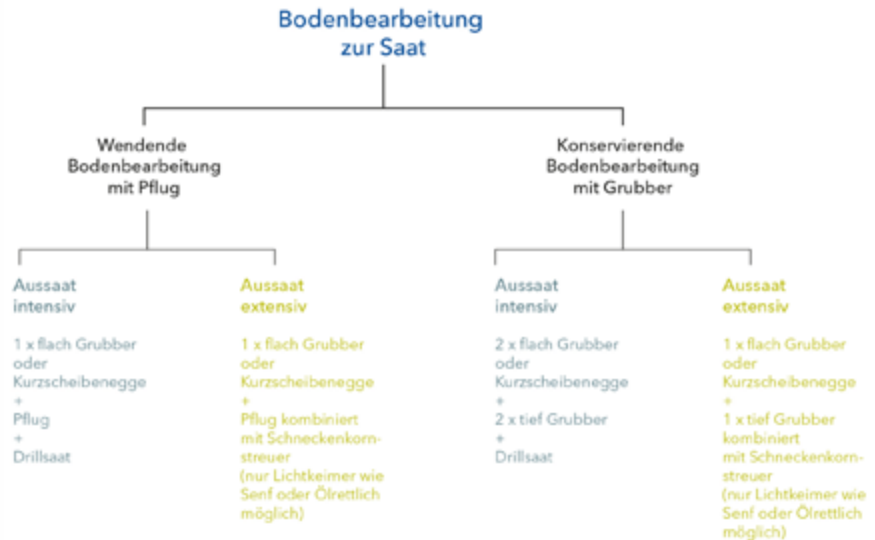 Bodenbearbeitung
zur Saat
Wendende
Bodenbearbeitung
mit Pflug
Konservierende
Bodenbearbeitung
mit Grubber
Aussaat
intensiv
1 x flach Grubber
oder
Kurzscheibenegge
+
Pflug
+
Drillsaat
Aussaat
extensiv
1 x flach Grubber
oder
Kurzscheibenegge
+
Pflug kombiniert
mit Schneckenkorn-
streuer
(nur Lichtkeimer wie
Senf oder Ölrettlich
möglich)
Aussaat
intensiv
2 x flach Grubber
oder
Kurzscheibenegge
+
2 x tief Grubber
+
Drillsaat
Aussaat
extensiv
1 x flach Grubber
oder
Kurzscheibenegge
+
1 x tief Grubber
kombiniert
mit Schneckenkorn-
streuer
(nur Lichtkeimer wie
Senf oder Ölrettlich
möglich)